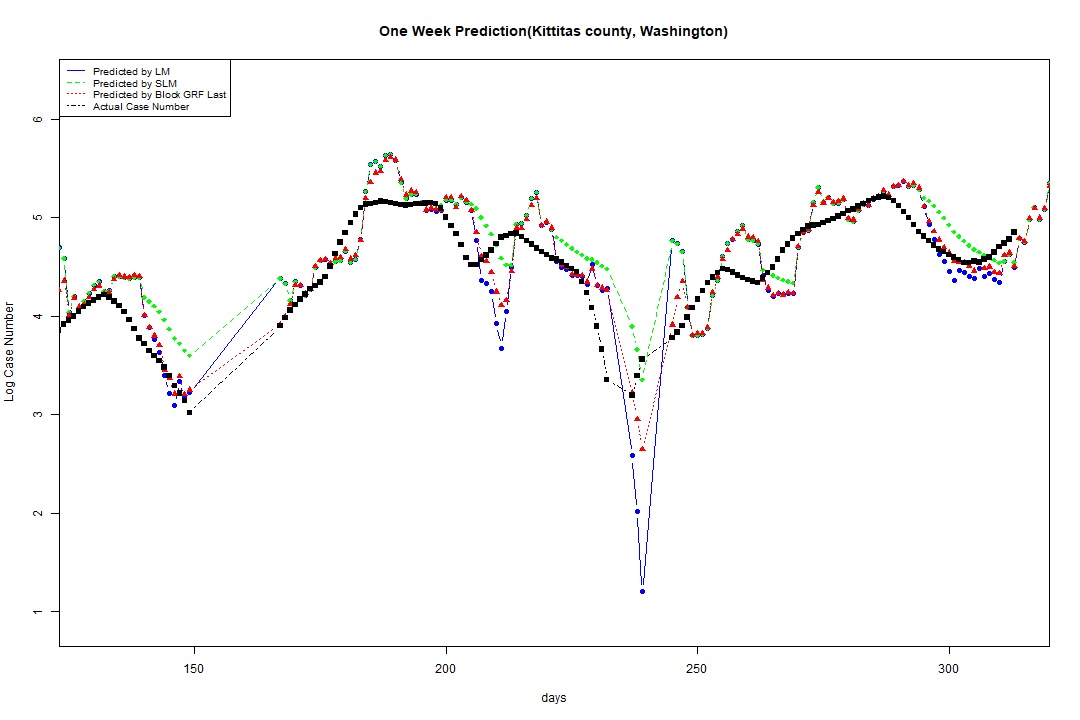 One Week Prediction(Kittitas county, Washington)
Predicted by LM
Predicted by SLM
Predicted by Block GRF Last
Actual Case Number
6
5
4
3
2
1
Log Case Number
150 200 250 300
days